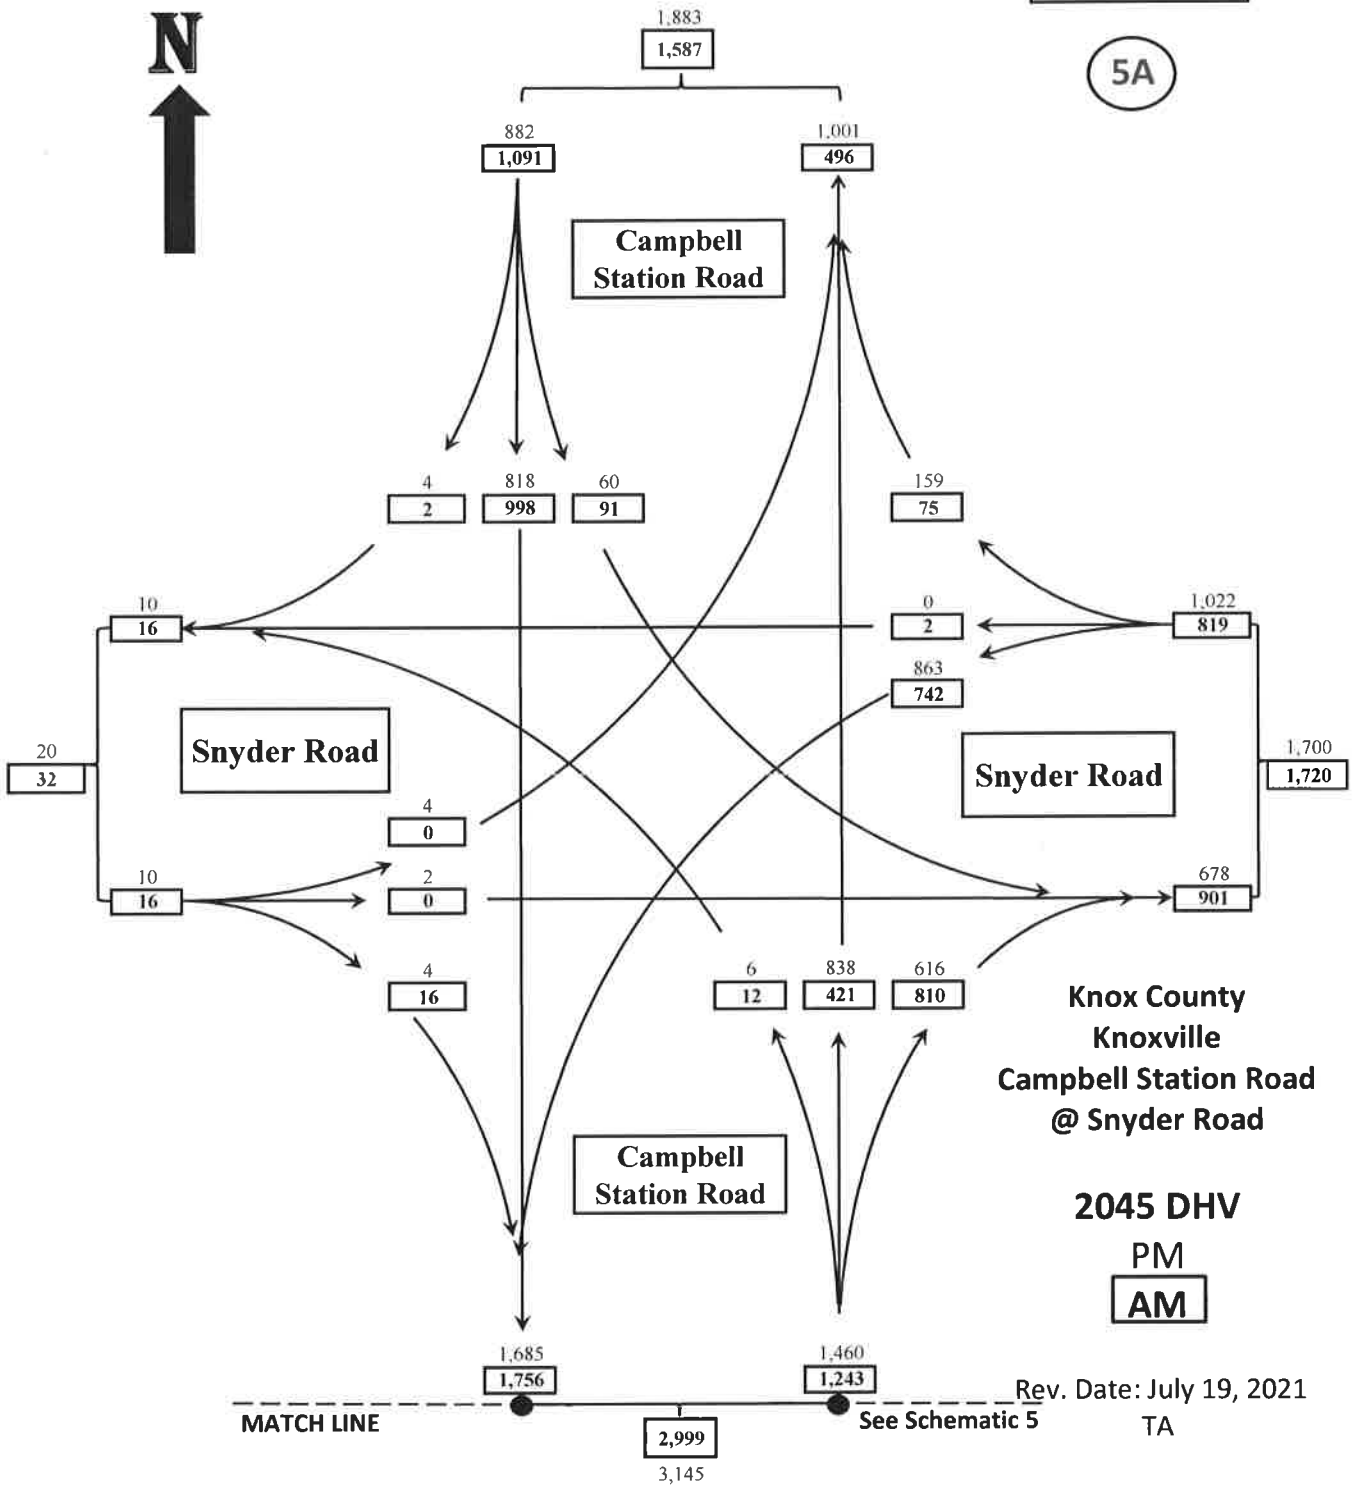 N
1,883
1,587
5A
882
1,091
1,001
496
Campbell
Station Road
4
2
818
998
60
91
159
75
10
16
0
2
1,022
819
863
742
Snyder Road
Snyder Road
20
32
1,700
1,720
4
0
10
16
2
0
678
901
4
16
6
12
838
421
616
810
Knox County
Knoxville
Campbell Station Road
@ Snyder Road
Campbell
Station Road
2045 DHV
PM
AM
1,685
1,756
1,460
1,243
Rev. Date: July 19, 2021
TA
MATCH LINE
See Schematic 5
2,999
3,145